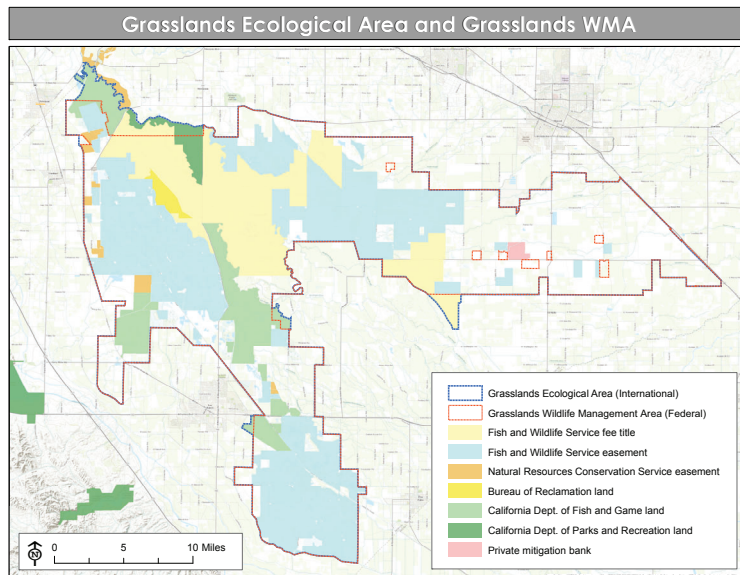 Grasslands Ecological Area and Grasslands WMA
Grasslands Ecological Area (International)
Grasslands Wildlife Management Area (Federal)
Fish and Wildlife Service fee title
Fish and Wildlife Service easement
Natural Resources Conservation Service easement
Bureau of Reclamation land
California Dept. of Fish and Game land
California Dept. of Parks and Recreation land
Private mitigation bank
N
0 5 10 Miles